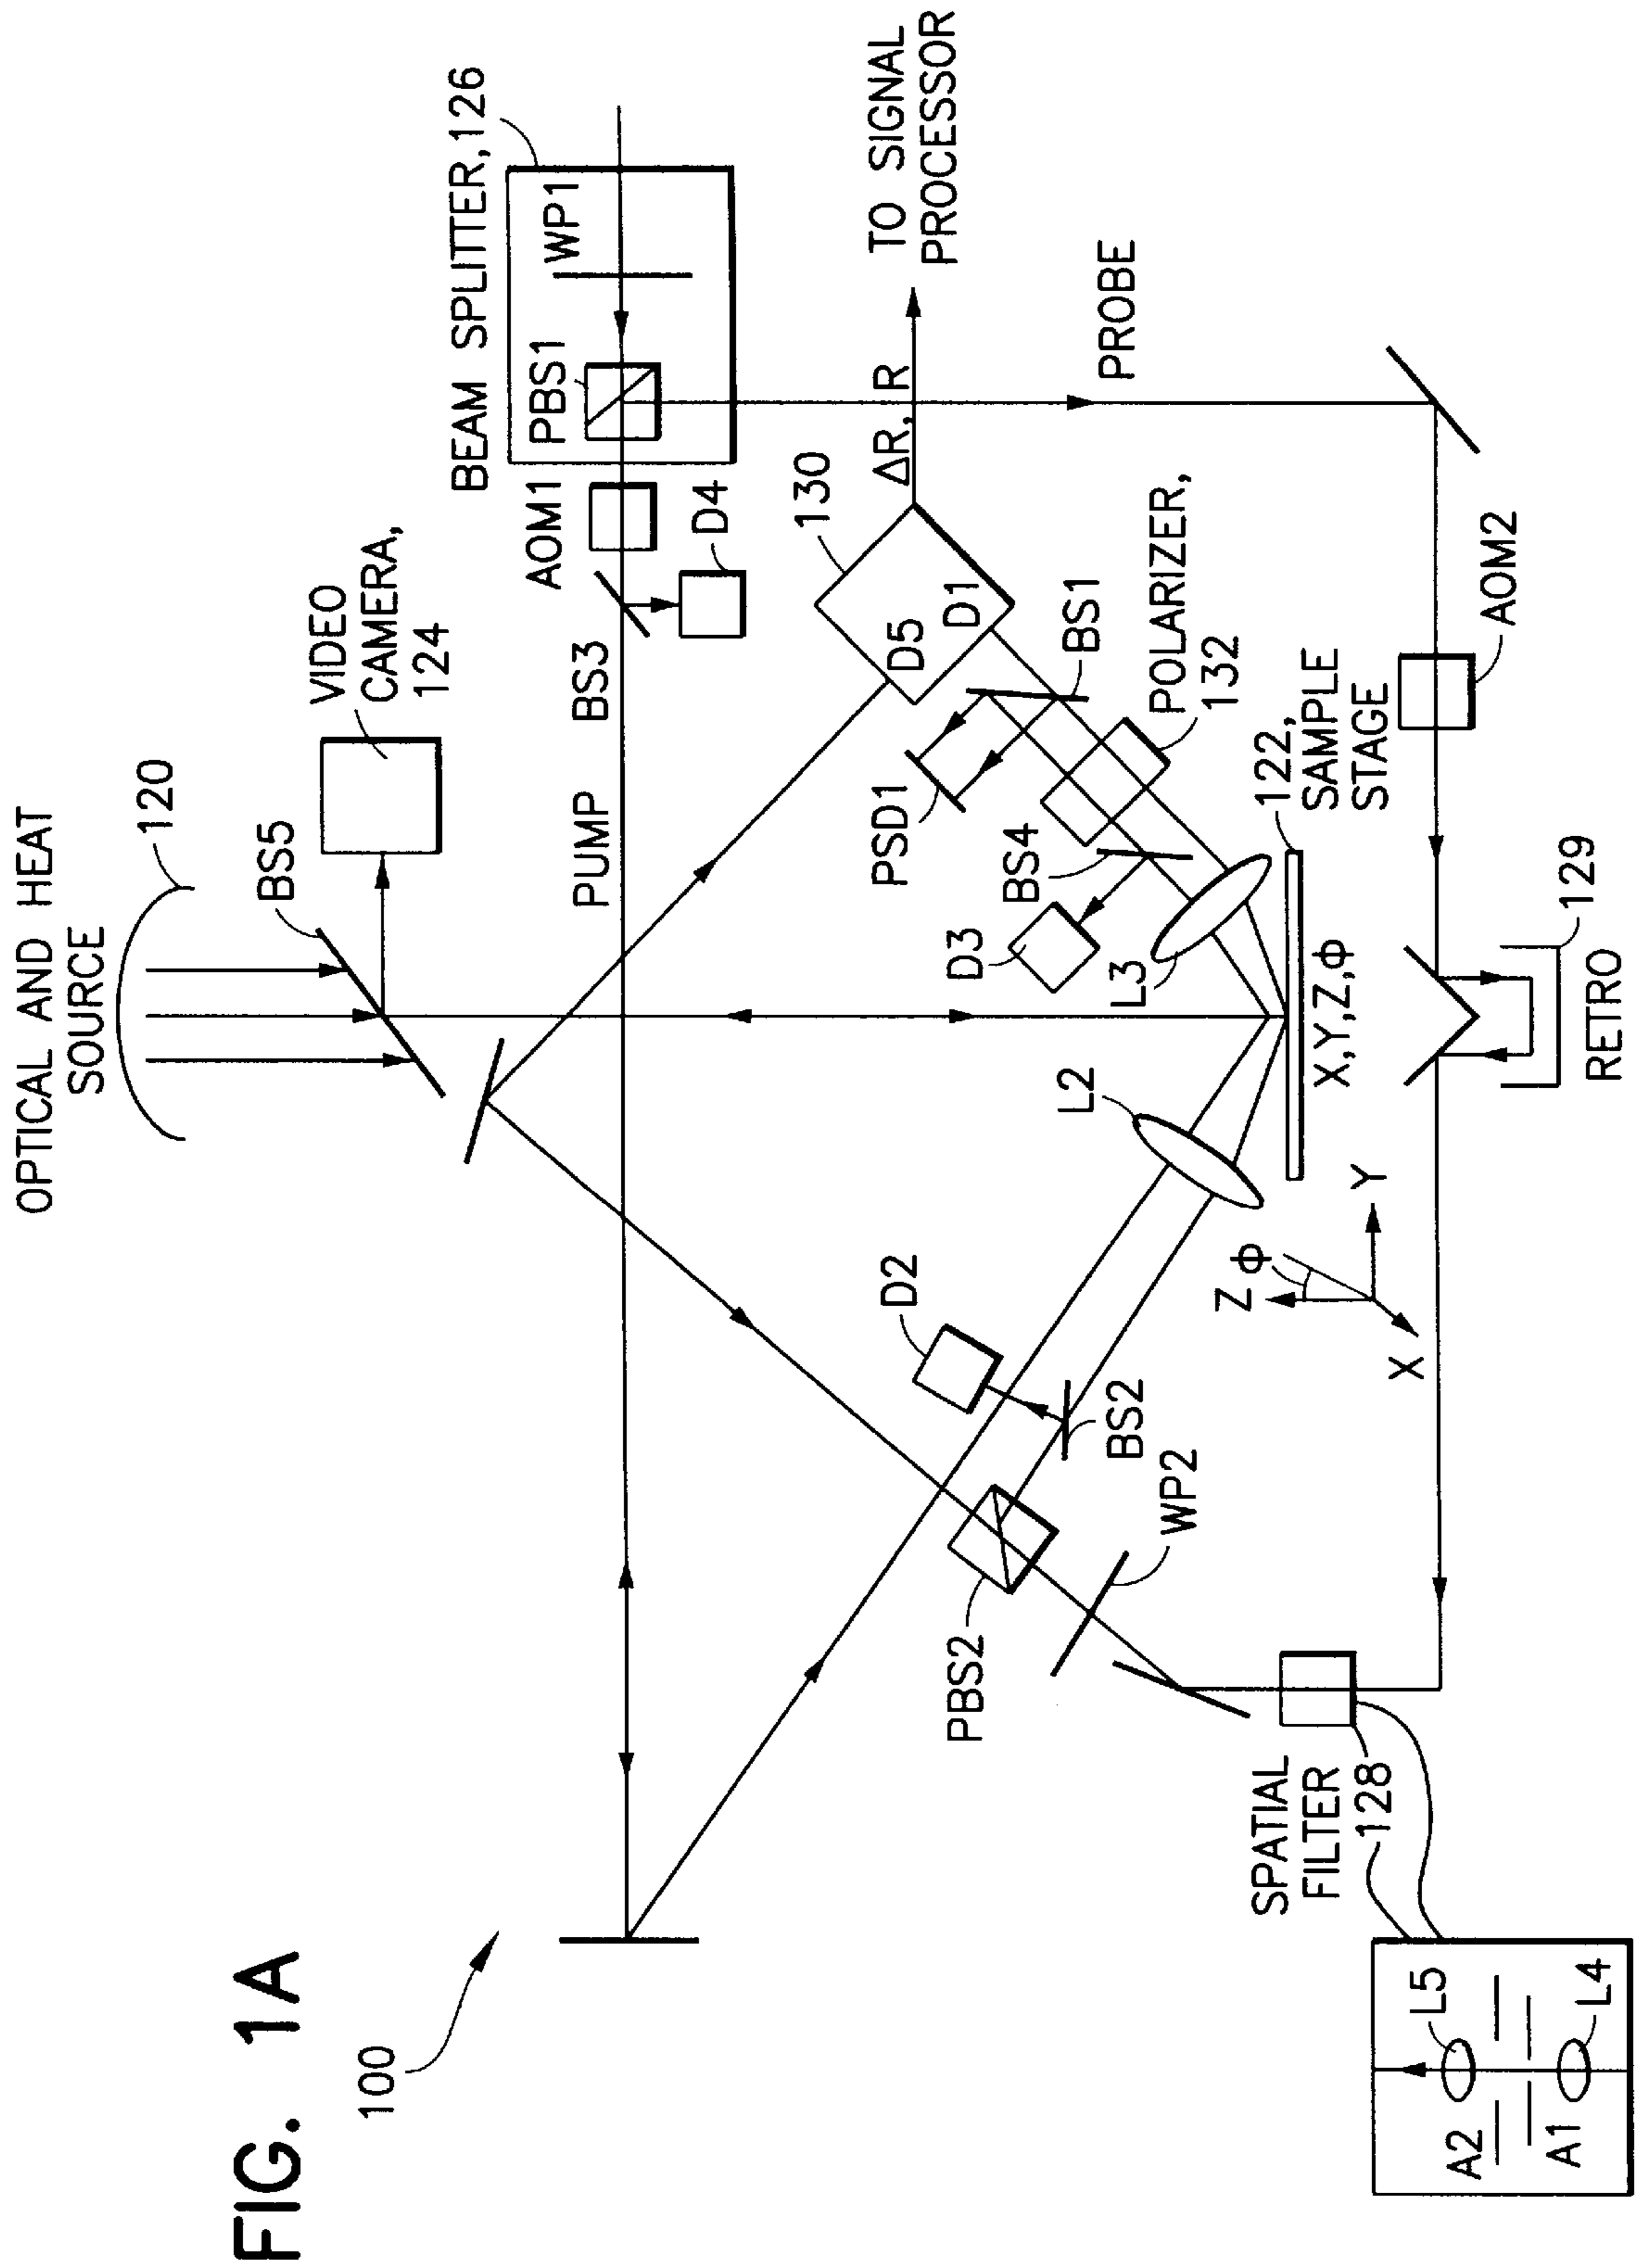 FIG. 1A
100
OPTICAL AND HEAT
SOURCE
120
BS5
VIDEO
CAMERA,
124
BEAM SPLITTER,126
WP1
PBS1
AOM1
D4
BS3
PUMP
130
D5
D1
ΔR, R
TO SIGNAL
PROCESSOR
PROBE
BS1
POLARIZER,
132
PSD1
BS4
D3
L3
122,
SAMPLE
STAGE
X,Y,Z,Φ
AOM2
129
RETRO
L2
D2
BS2
Z
Φ
Y
X
PBS2
WP2
SPATIAL
FILTER
128
L5
A2
A1
L4